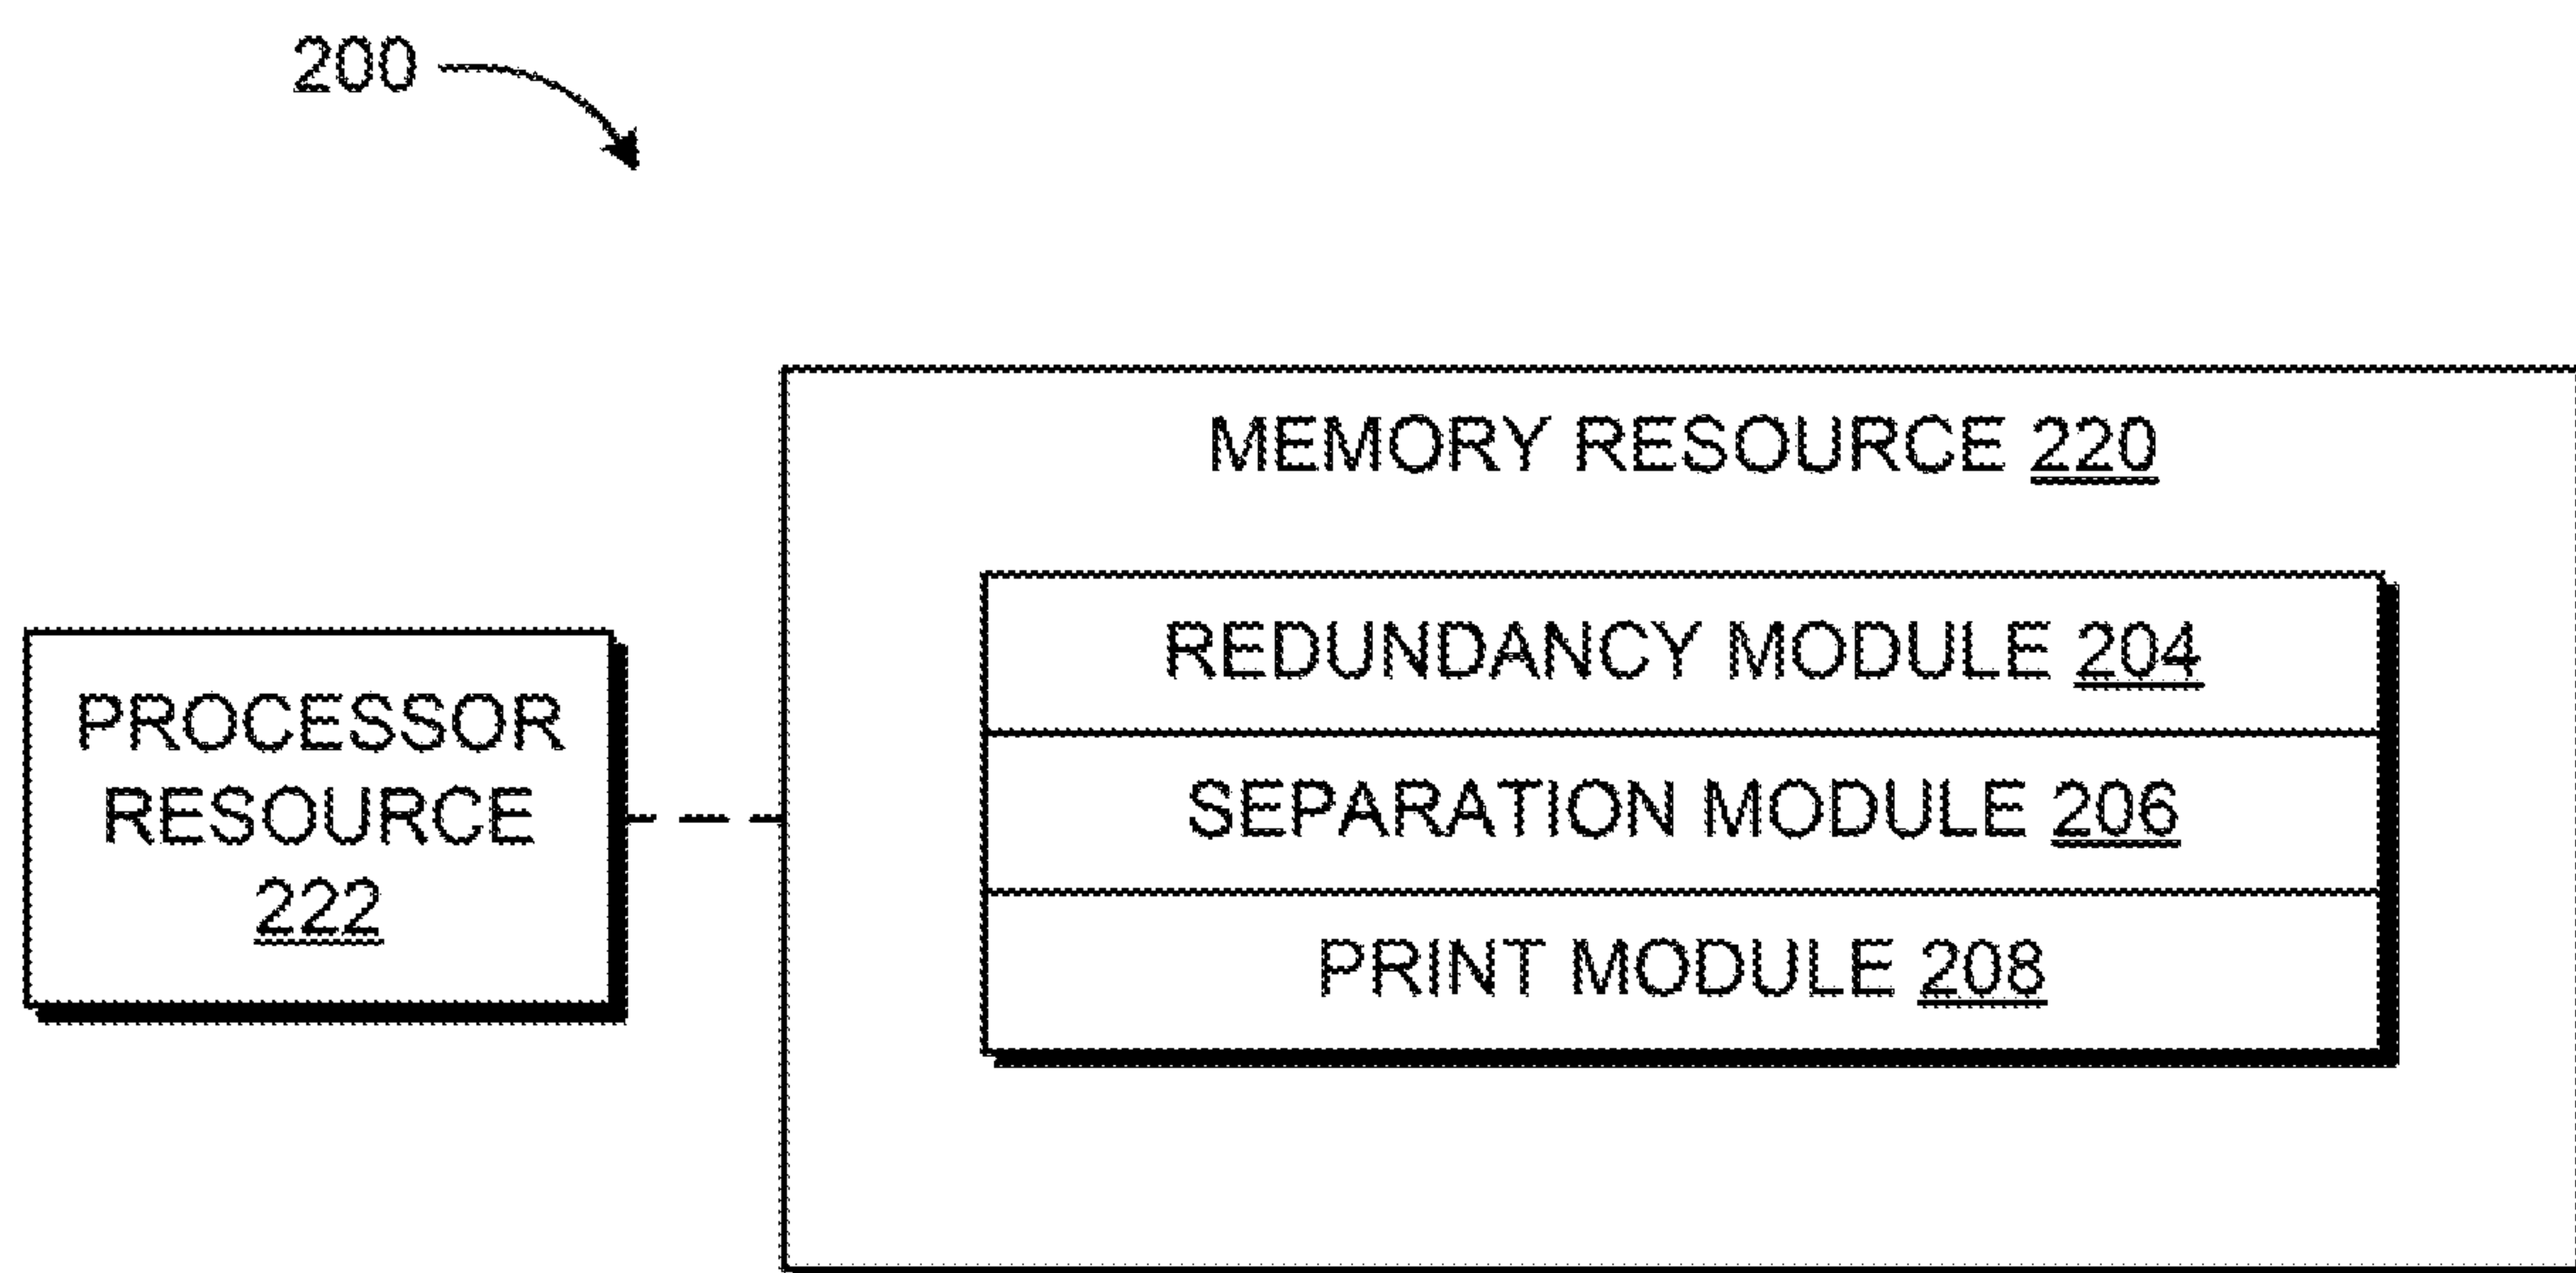 200
MEMORY RESOURCE 220
REDUNDANCY MODULE 204
SEPARATION MODULE 206
PRINT MODULE 208
PROCESSOR
RESOURCE
222